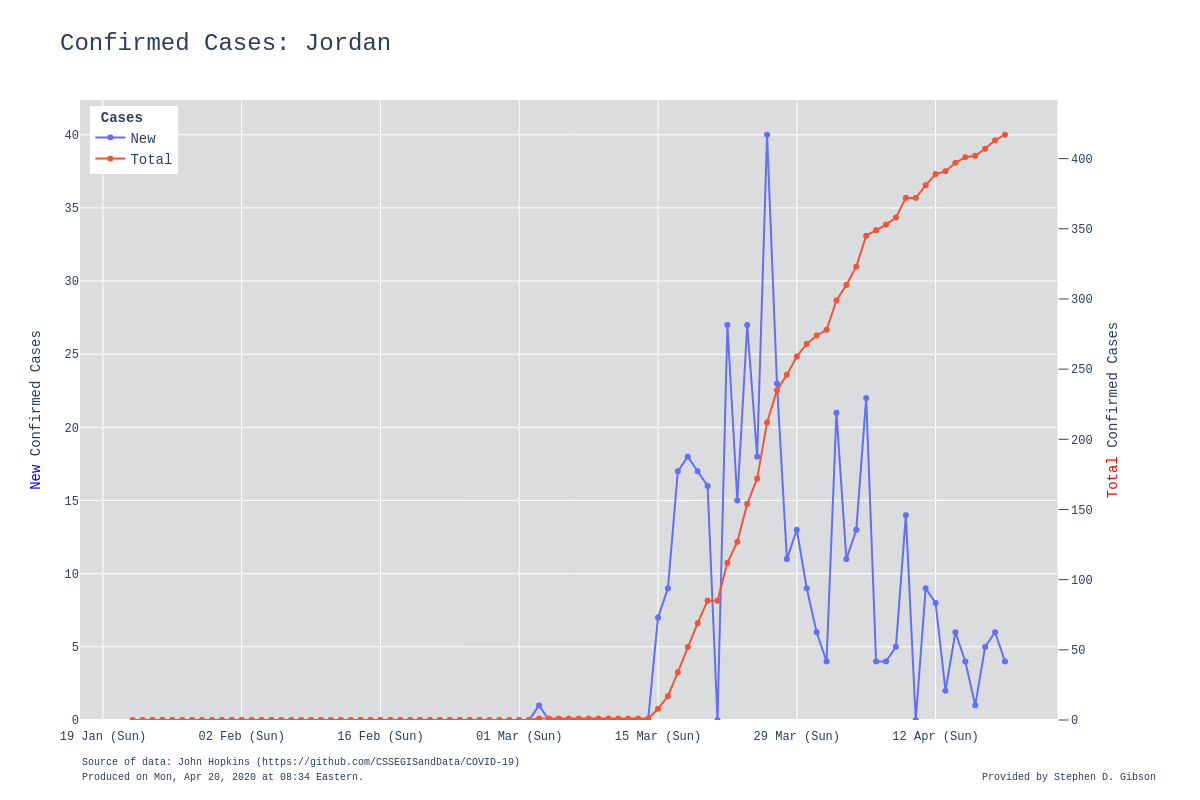 Confirmed Cases: Jordan
Cases
New
Total
40
35
30
25
20
15
10
5
0
New Confirmed Cases
400
350
300
250
200
150
100
50
0
Total Confirmed Cases
19 Jan (Sun) 02 Feb (Sun) 16 Feb (Sun) 01 Mar (Sun) 15 Mar (Sun) 29 Mar (Sun) 12 Apr (Sun)
Source of data: John Hopkins (https://github.com/CSSEGISandData/COVID-19)
Produced on Mon, Apr 20, 2020 at 08:34 Eastern.
Provided by Stephen D. Gibson